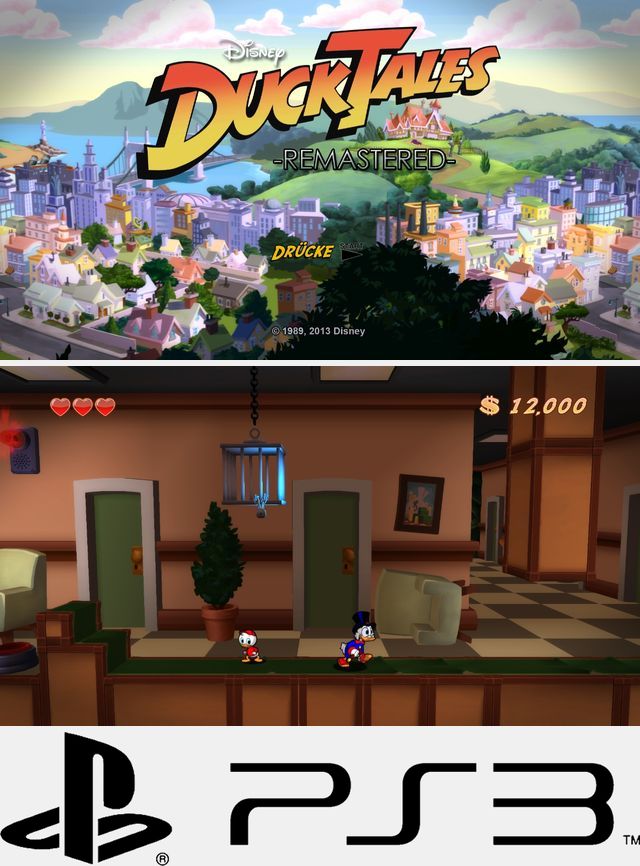 Disney
DUCKTALES
-REMASTERED-
DRÜCKE START
© 1989, 2013 Disney
$ 12,000
® PS3 TM